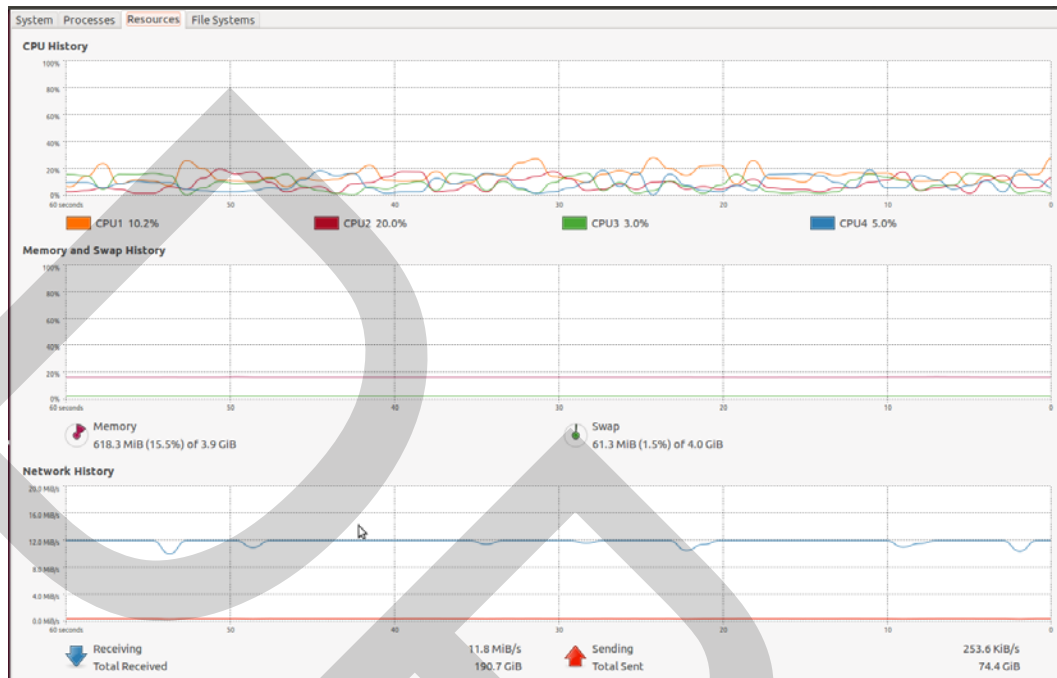 System Processes Resources File Systems
CPU History
100%
80%
60%
40%
20%
0%
60 seconds 50 40 30 20 10 0
CPU1 10.2% CPU2 20.0% CPU3 3.0% CPU4 5.0%
Memory and Swap History
100%
80%
60%
40%
20%
0%
60 seconds 50 40 30 20 10 0
Memory Swap
618.3 MiB (15.5%) of 3.9 GiB 61.3 MiB (1.5%) of 4.0 GiB
Network History
20.0 MiB/s
16.0 MiB/s
12.0 MiB/s
8.0 MiB/s
4.0 MiB/s
0.0 MiB/s
60 seconds 50 40 30 20 10 0
Receiving 11.8 MiB/s Sending 253.6 KiB/s
Total Received 190.7 GiB Total Sent 74.4 GiB